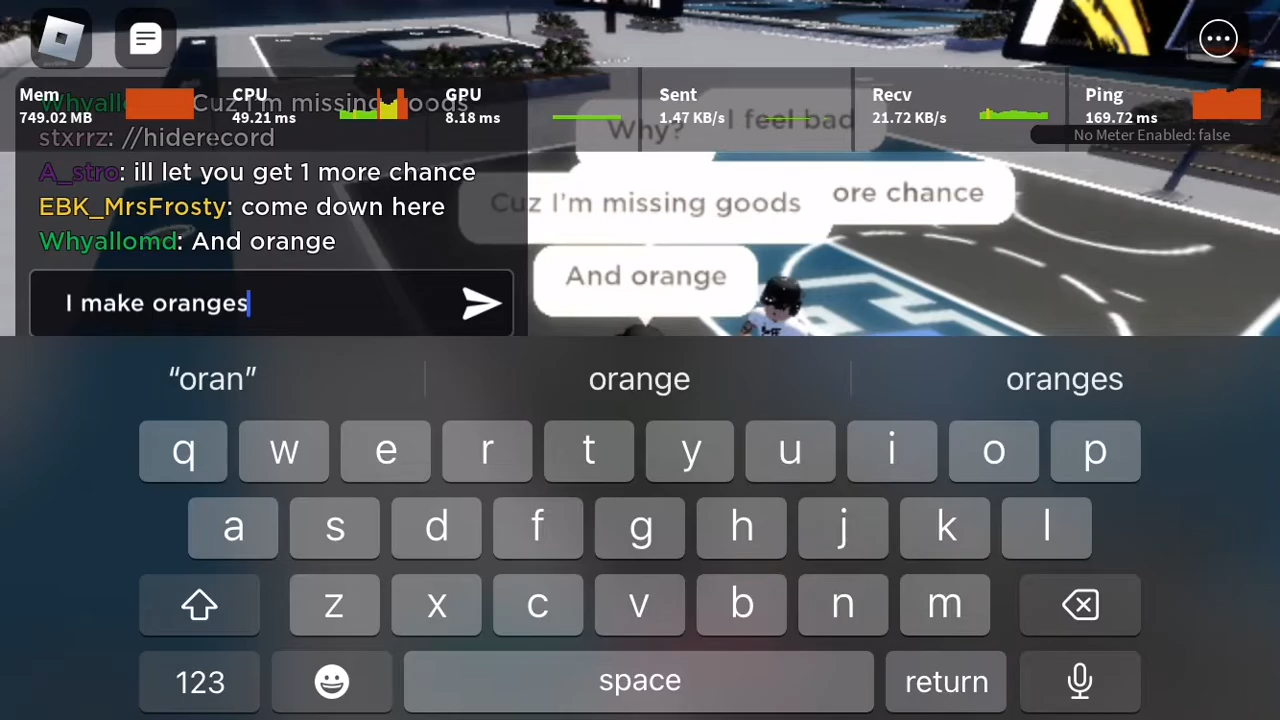 Mem
749.02 MB
CPU
49.21 ms
GPU
8.18 ms
Sent
1.47 KB/s
Recv
21.72 KB/s
Ping
169.72 ms
No Meter Enabled: false
Whyallo Cuz I'm missing goods
stxrrz: //hiderecord
A_stro: ill let you get 1 more chance
EBK_MrsFrosty: come down here
Whyallomd: And orange
I make oranges
Why?
I feel bad
Cuz I'm missing goods
ore chance
And orange
“oran” orange oranges
q w e r t y u i o p
a s d f g h j k l
z x c v b n m
123 space return